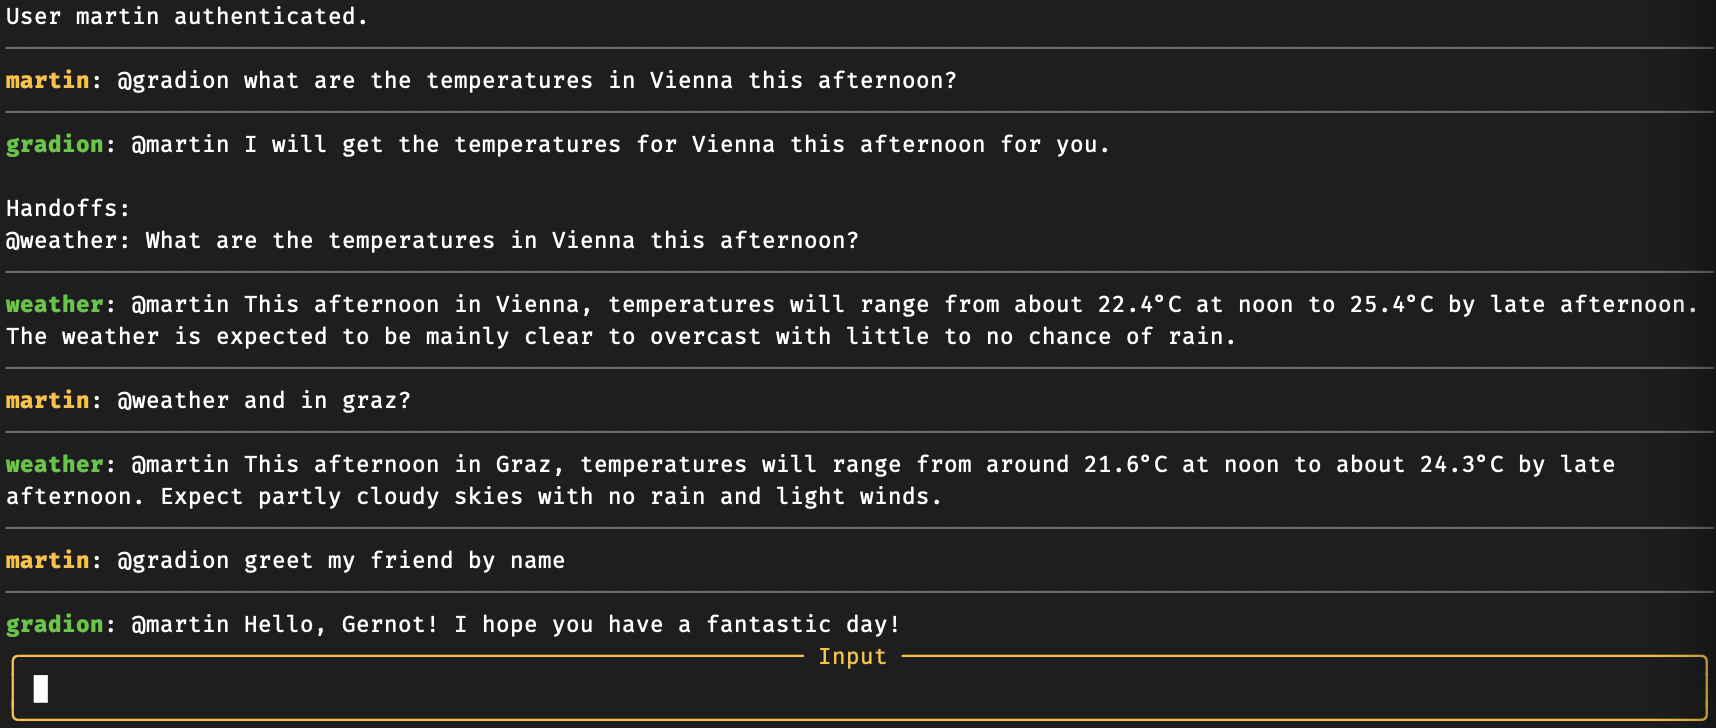 User martin authenticated.
martin: @gradion what are the temperatures in Vienna this afternoon?
gradion: @martin I will get the temperatures for Vienna this afternoon for you.
Handoffs:
@weather: What are the temperatures in Vienna this afternoon?
weather: @martin This afternoon in Vienna, temperatures will range from about 22.4°C at noon to 25.4°C by late afternoon.
The weather is expected to be mainly clear to overcast with little to no chance of rain.
martin: @weather and in graz?
weather: @martin This afternoon in Graz, temperatures will range from around 21.6°C at noon to about 24.3°C by late
afternoon. Expect partly cloudy skies with no rain and light winds.
martin: @gradion greet my friend by name
gradion: @martin Hello, Gernot! I hope you have a fantastic day!
Input